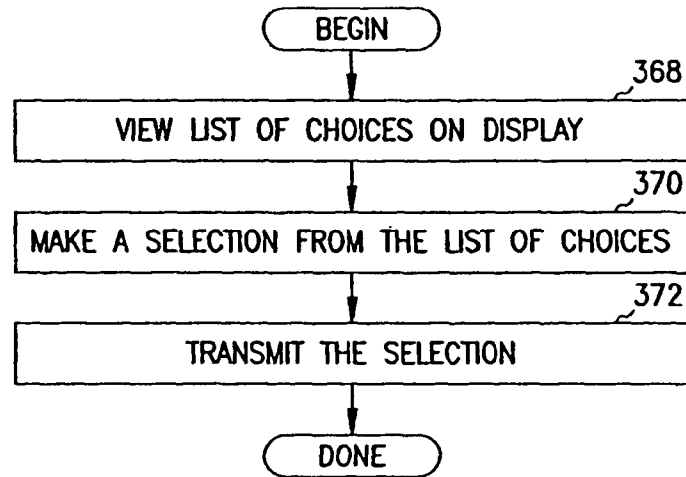 BEGIN
368
VIEW LIST OF CHOICES ON DISPLAY
370
MAKE A SELECTION FROM THE LIST OF CHOICES
372
TRANSMIT THE SELECTION
DONE